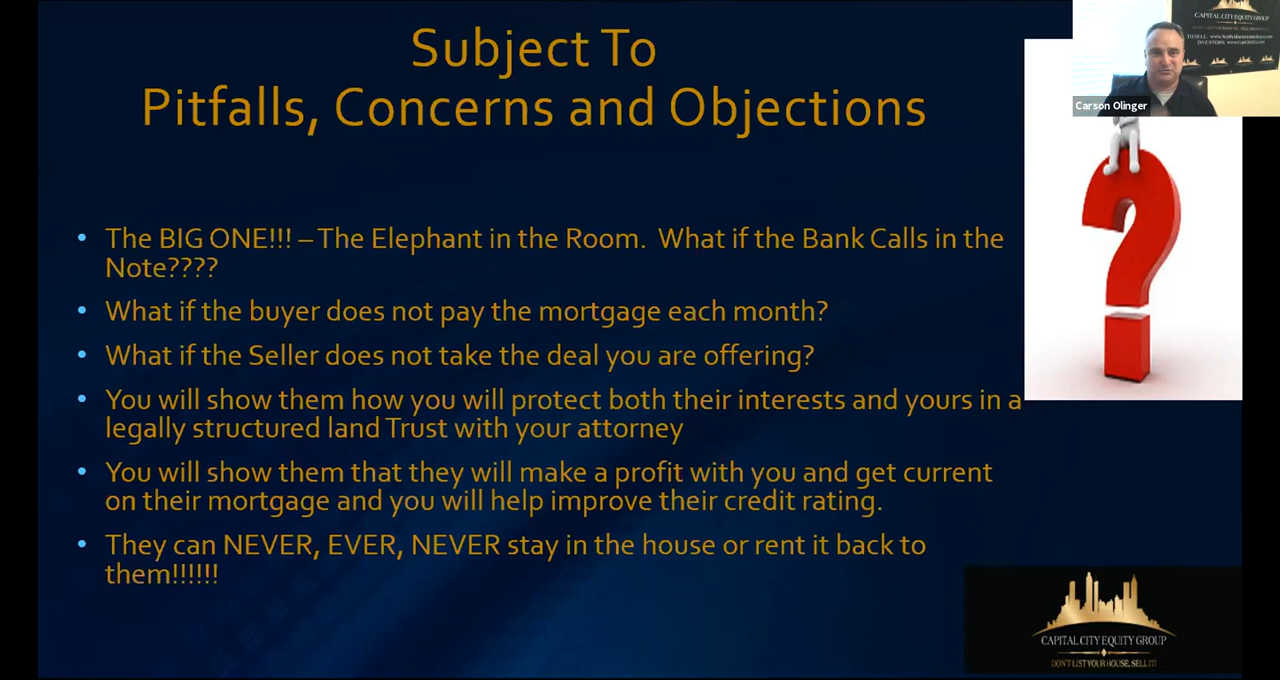 Subject To
Pitfalls, Concerns and Objections
CAPITAL CITY EQUITY GROUP
Carson Olinger
• The BIG ONE!!! – The Elephant in the Room. What if the Bank Calls in the
Note????
• What if the buyer does not pay the mortgage each month?
• What if the Seller does not take the deal you are offering?
• You will show them how you will protect both their interests and yours in a
legally structured land Trust with your attorney
• You will show them that they will make a profit with you and get current
on their mortgage and you will help improve their credit rating.
• They can NEVER, EVER, NEVER stay in the house or rent it back to
them!!!!!!
CAPITAL CITY EQUITY GROUP
DON'T LIST YOUR HOUSE, SELL IT!